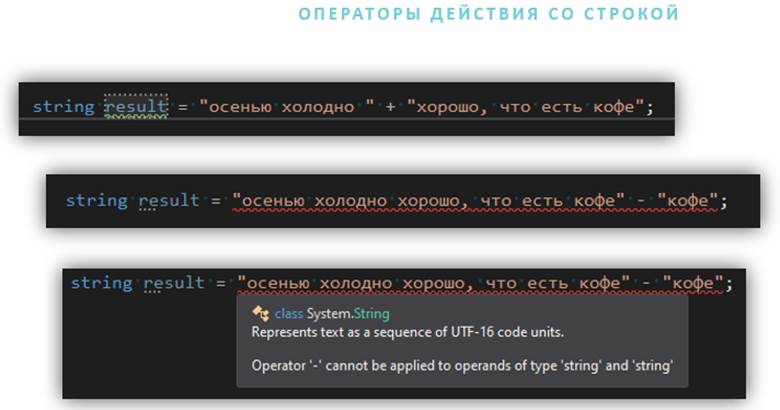 ОПЕРАТОРЫ ДЕЙСТВИЯ СО СТРОКОЙ
string result = "осенью холодно " + "хорошо, что есть кофе";
string result = "осенью холодно хорошо, что есть кофе" - "кофе";
string result = "осенью холодно хорошо, что есть кофе" - "кофе";
class System.String
Represents text as a sequence of UTF-16 code units.
Operator '-' cannot be applied to operands of type 'string' and 'string'